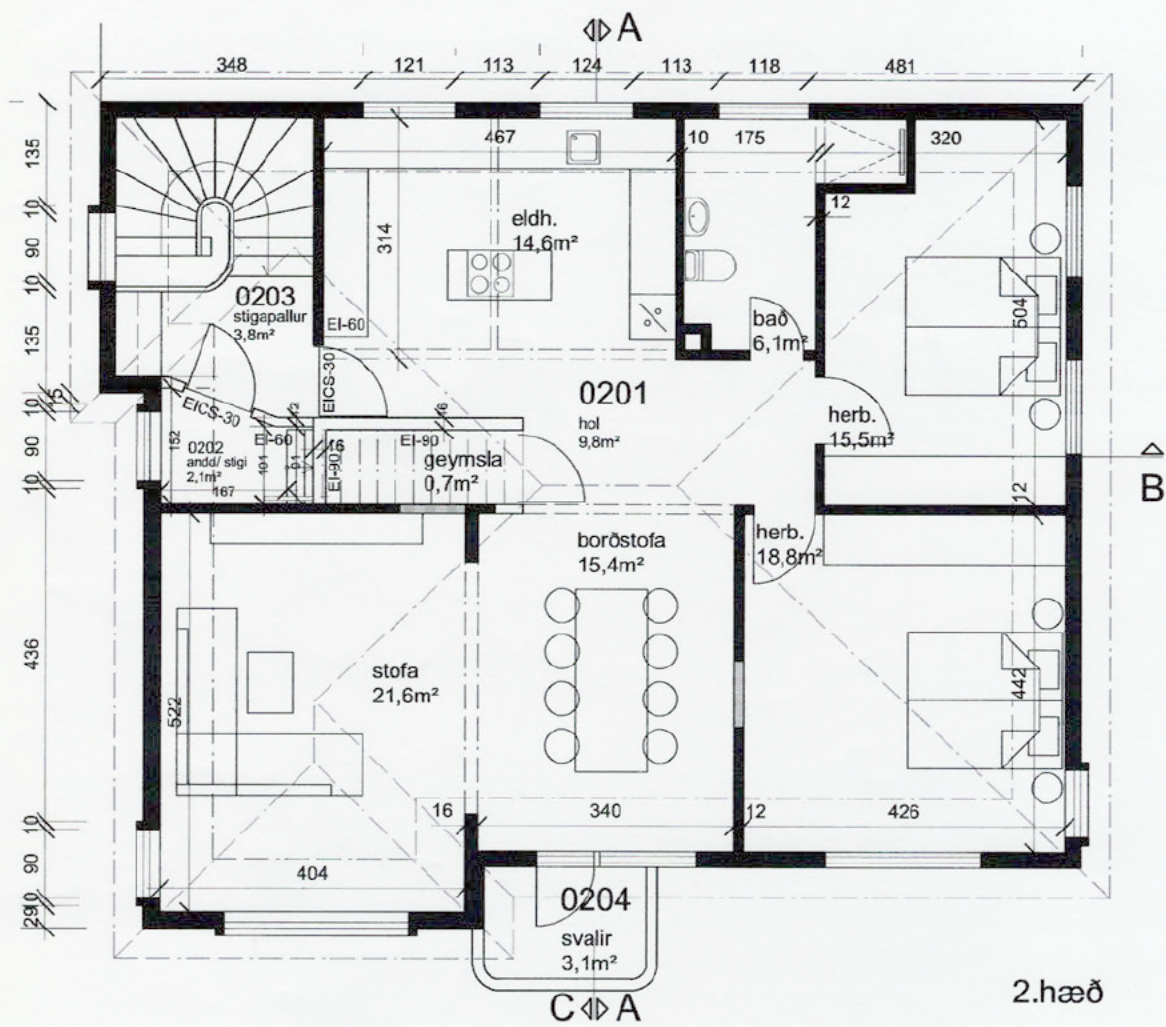 A
348 121 113 124 113 118 481
467 10 175 320
135
10
90
10
135
10
15
90
10
436
10
90
10
29
12
eldh.
14,6m²
314
0203
stigapallur
3,8m²
EI-60
bað
6,1m²
504
EICS-30
0201
hol
9,8m²
herb.
15,5m²
EICS-30
12
16
EI-60
EI-90
0202
andd/ stigi
2,1m²
152
101
91
16
EI-90
geymsla
0,7m²
167
B
12
borðstofa
15,4m²
herb.
18,8m²
stofa
21,6m²
522
442
16 340 12 426
404
0204
svalir
3,1m²
C A
2.hæð